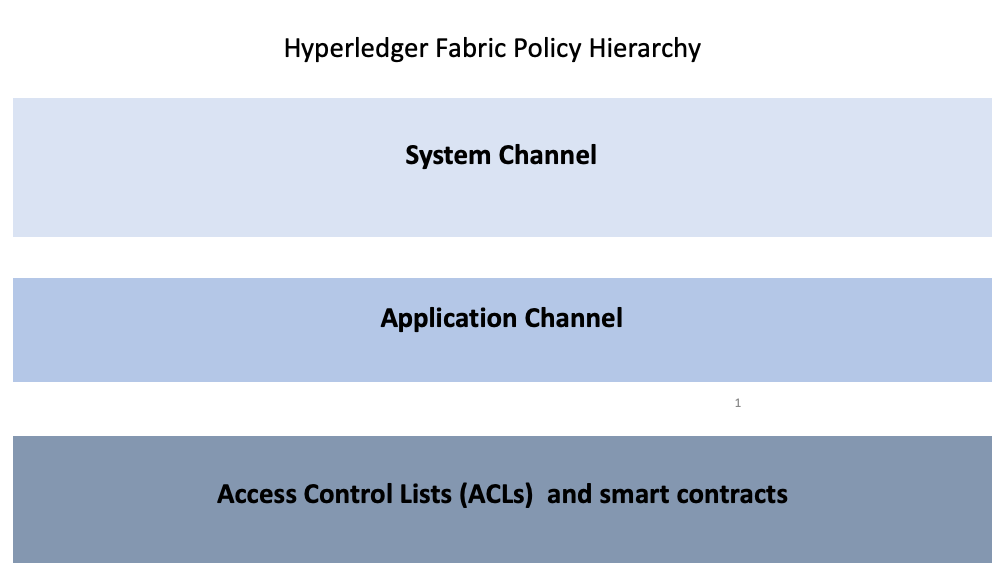 Hyperledger Fabric Policy Hierarchy
System Channel
Application Channel
1
Access Control Lists (ACLs)  and smart contracts